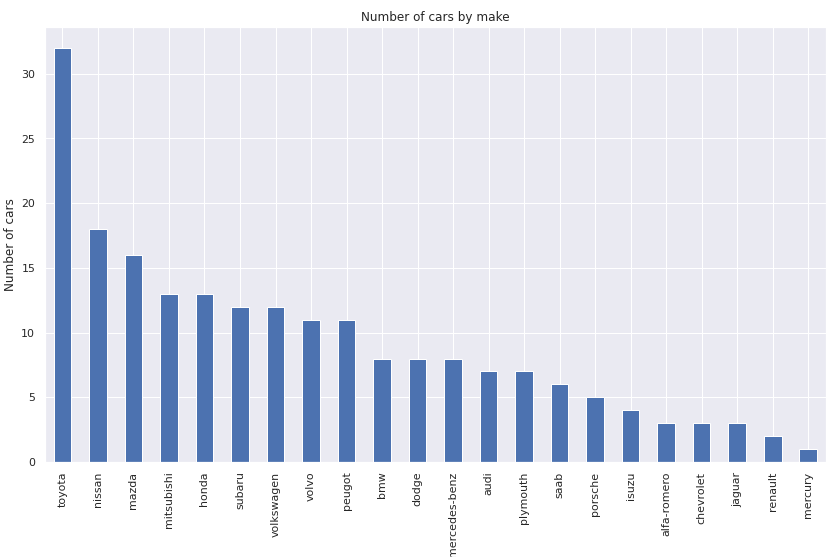 Number of cars by make
Number of cars
30
25
20
15
10
5
0
toyota
nissan
mazda
mitsubishi
honda
subaru
volkswagen
volvo
peugot
bmw
dodge
mercedes-benz
audi
plymouth
saab
porsche
isuzu
alfa-romero
chevrolet
jaguar
renault
mercury